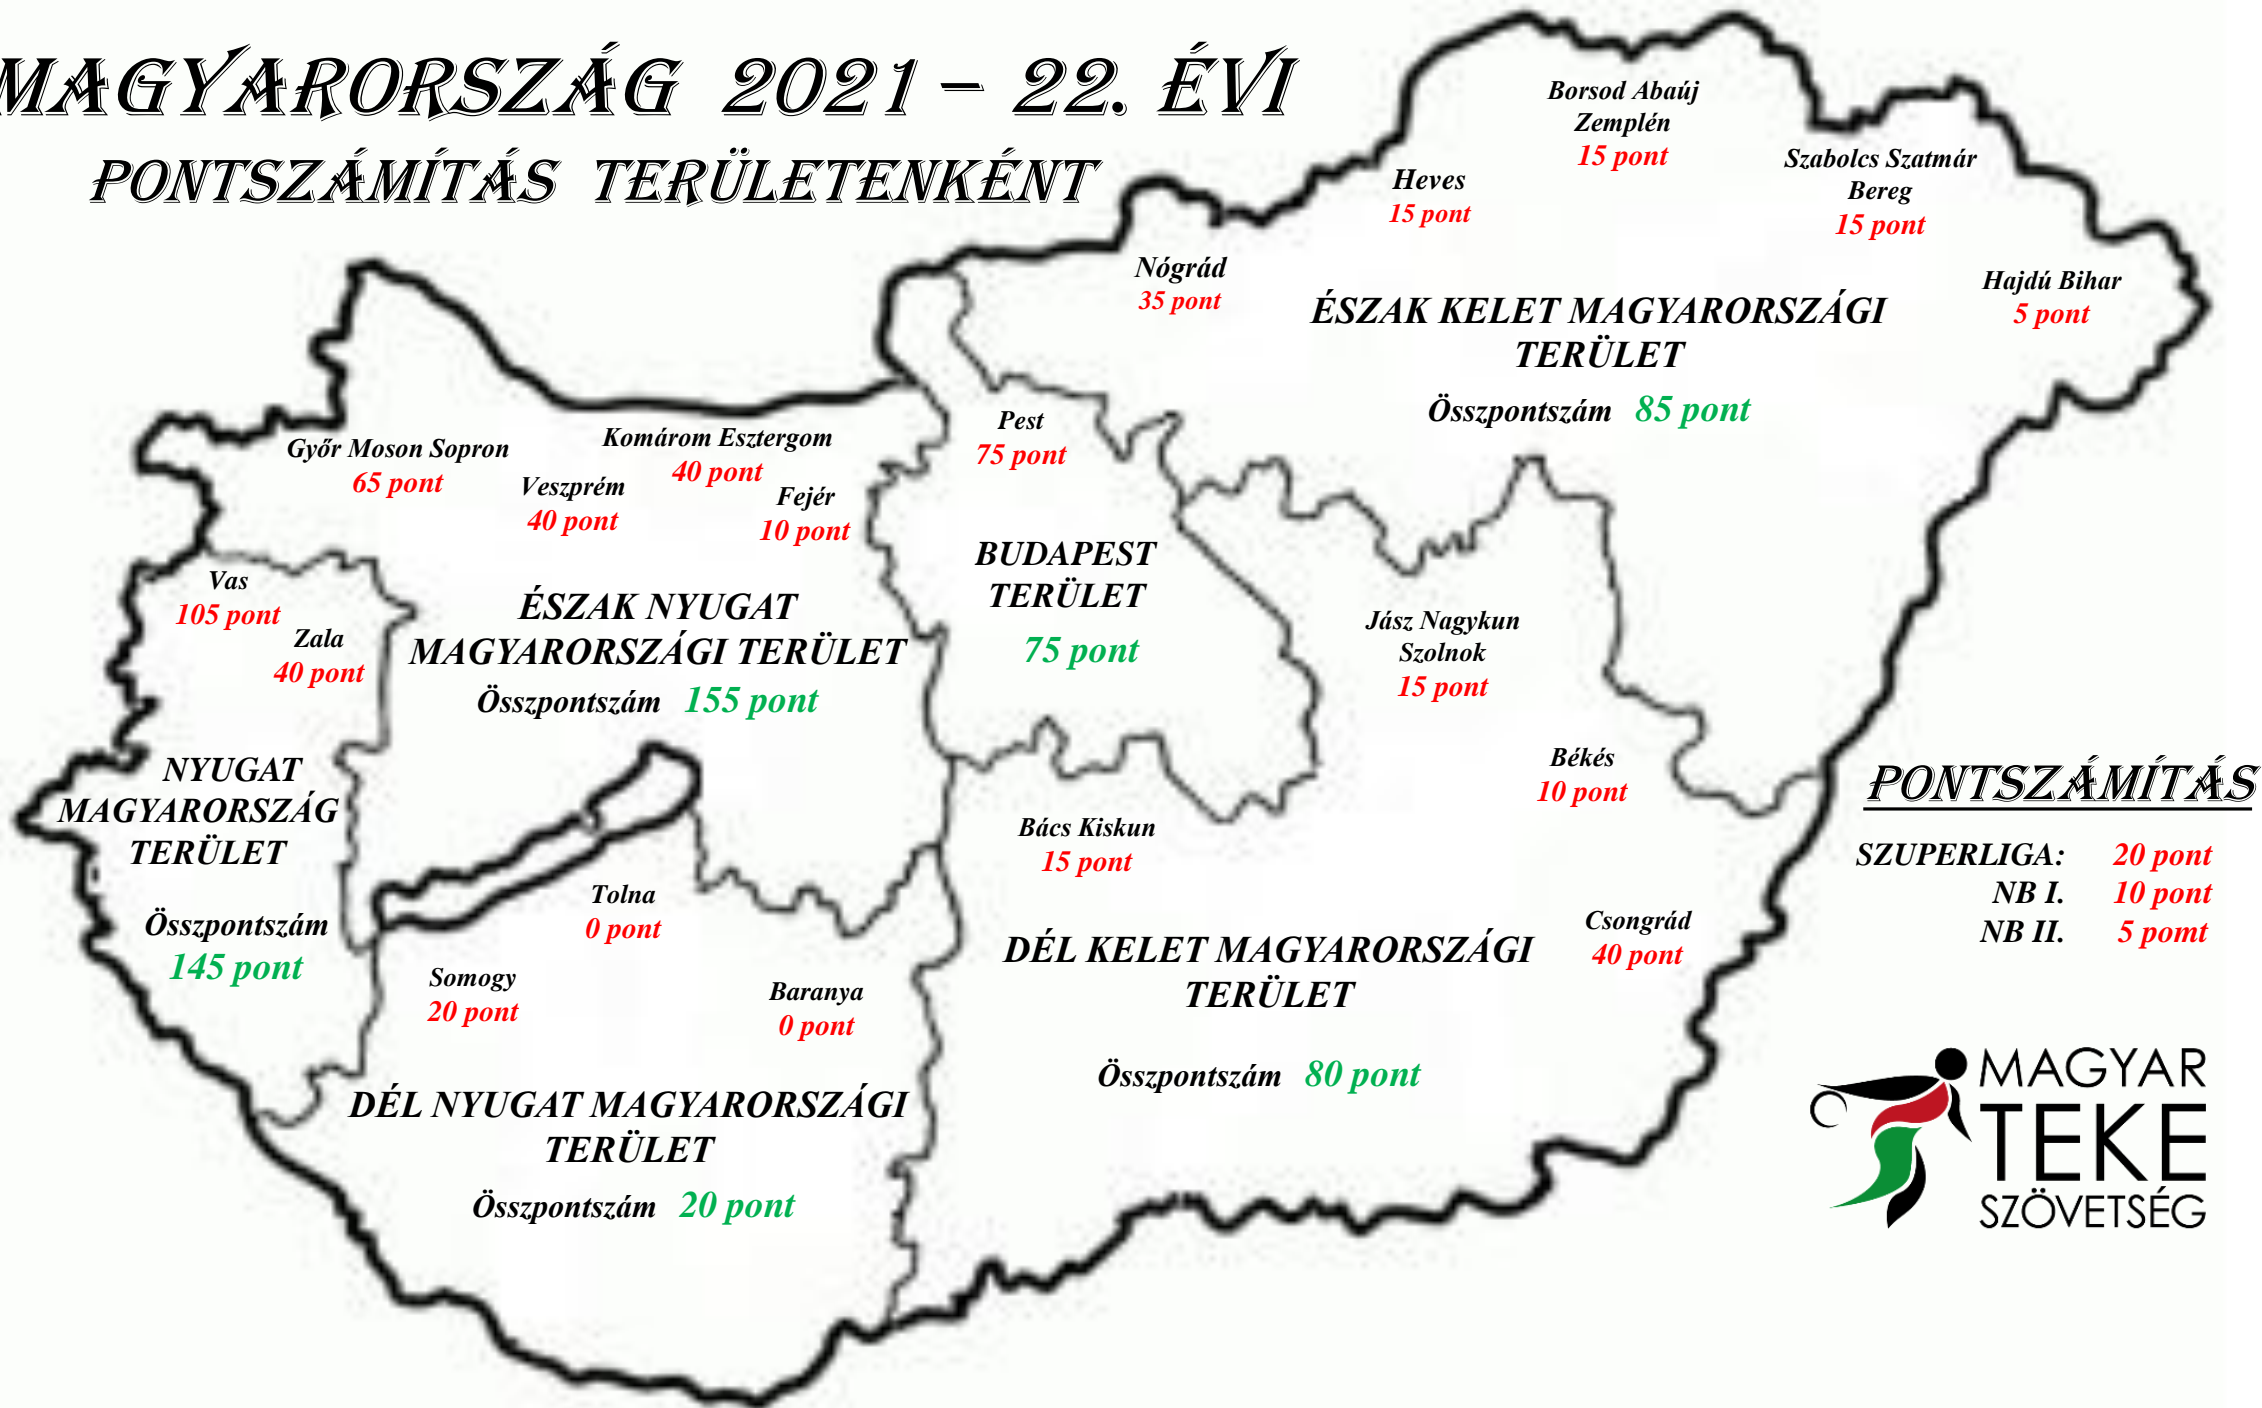 MAGYARORSZÁG 2021 – 22. ÉVI
PONTSZÁMÍTÁS TERÜLETENKÉNT
Borsod Abaúj
Zemplén
15 pont
Szabolcs Szatmár
Bereg
15 pont
Heves
15 pont
Nógrád
35 pont
Hajdú Bihar
5 pont
ÉSZAK KELET MAGYARORSZÁGI
TERÜLET
Összpontszám 85 pont
Pest
75 pont
BUDAPEST
TERÜLET
75 pont
Győr Moson Sopron
65 pont
Veszprém
40 pont
Komárom Esztergom
40 pont
Fejér
10 pont
ÉSZAK NYUGAT
MAGYARORSZÁGI TERÜLET
Összpontszám 155 pont
Vas
105 pont
Zala
40 pont
NYUGAT
MAGYARORSZÁG
TERÜLET
Összpontszám
145 pont
Jász Nagykun
Szolnok
15 pont
Békés
10 pont
Bács Kiskun
15 pont
Csongrád
40 pont
DÉL KELET MAGYARORSZÁGI
TERÜLET
Összpontszám 80 pont
Tolna
0 pont
Somogy
20 pont
Baranya
0 pont
DÉL NYUGAT MAGYARORSZÁGI
TERÜLET
Összpontszám 20 pont
PONTSZÁMÍTÁS
SZUPERLIGA: 20 pont
NB I. 10 pont
NB II. 5 pomt
MAGYAR
TEKE
SZÖVETSÉG